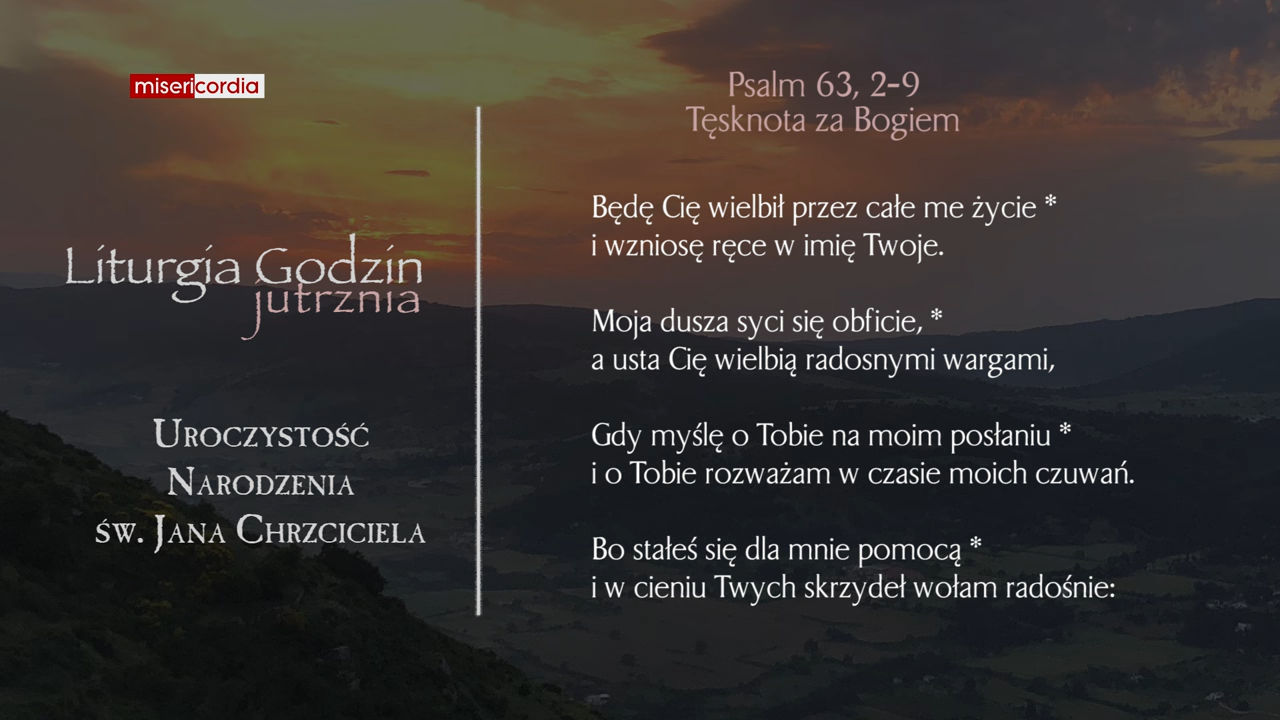 misericordia
Liturgia Godzin
jutrznia
Uroczystość
Narodzenia
św. Jana Chrzciciela
Psalm 63, 2-9
Tęsknota za Bogiem
Będę Cię wielbił przez całe me życie *
i wzniosę ręce w imię Twoje.
Moja dusza syci się obficie, *
a usta Cię wielbią radosnymi wargami,
Gdy myślę o Tobie na moim posłaniu *
i o Tobie rozważam w czasie moich czuwań.
Bo stałeś się dla mnie pomocą *
i w cieniu Twych skrzydeł wołam radośnie: